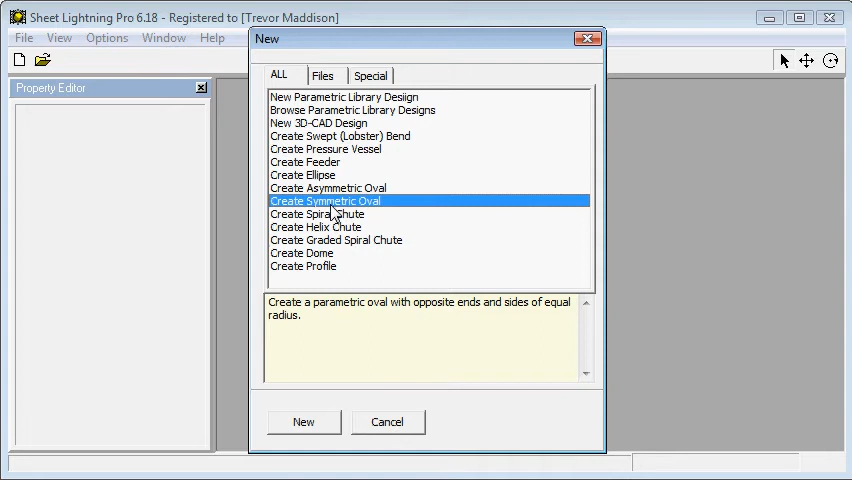 Sheet Lightning Pro 6.18 - Registered to [Trevor Maddison]
File View Options Window Help
Property Editor
New
ALL Files Special
New Parametric Library Desiign
Browse Parametric Library Designs
New 3D-CAD Design
Create Swept (Lobster) Bend
Create Pressure Vessel
Create Feeder
Create Ellipse
Create Asymmetric Oval
Create Symmetric Oval
Create Spiral Chute
Create Helix Chute
Create Graded Spiral Chute
Create Dome
Create Profile
Create a parametric oval with opposite ends and sides of equal
radius.
New Cancel